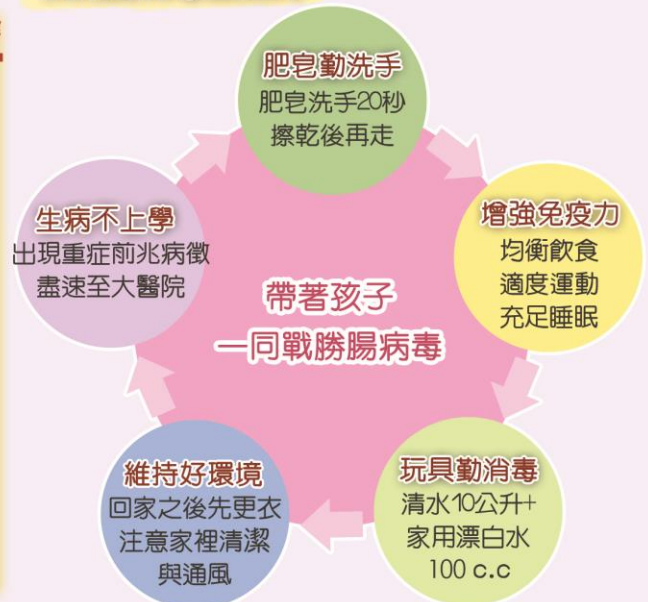 肥皂勤洗手
肥皂洗手20秒
擦乾後再走
增強免疫力
均衡飲食
適度運動
充足睡眠
玩具勤消毒
清水10公升+
家用漂白水
100 c.c
維持好環境
回家之後先更衣
注意家裡清潔
與通風
生病不上學
出現重症前兆病徵
盡速至大醫院
帶著孩子
一同戰勝腸病毒